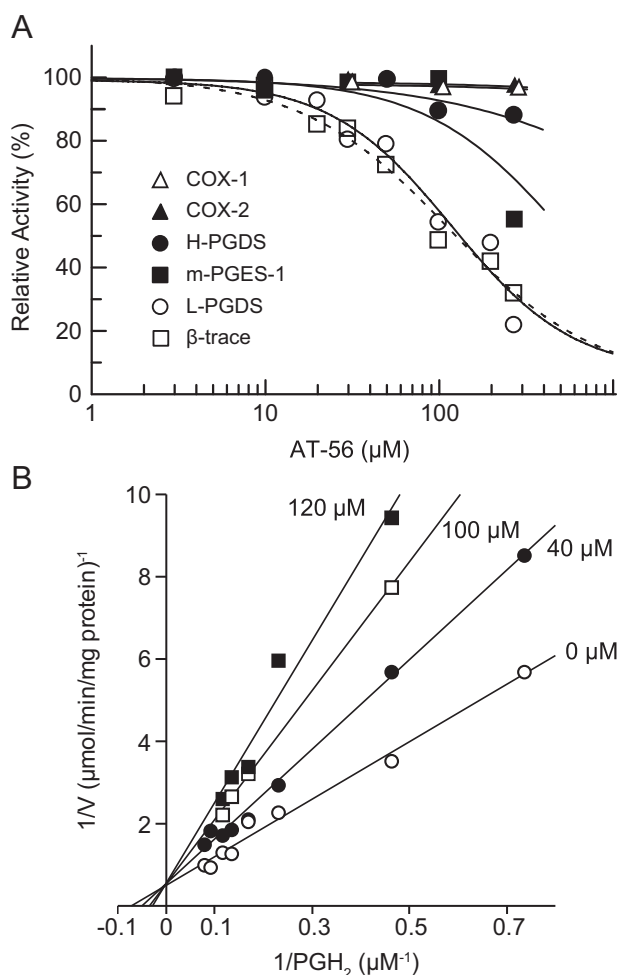 A
Relative Activity (%)
100
80
60
40
20
0
COX-1
COX-2
H-PGDS
m-PGES-1
L-PGDS
β-trace
1
10
100
AT-56 (µM)
B
1/V (µmol/min/mg protein)-1
10
8
6
4
2
120 µM
100 µM
40 µM
0 µM
-0.1
0
0.1
0.3
0.5
0.7
1/PGH2 (µM-1)